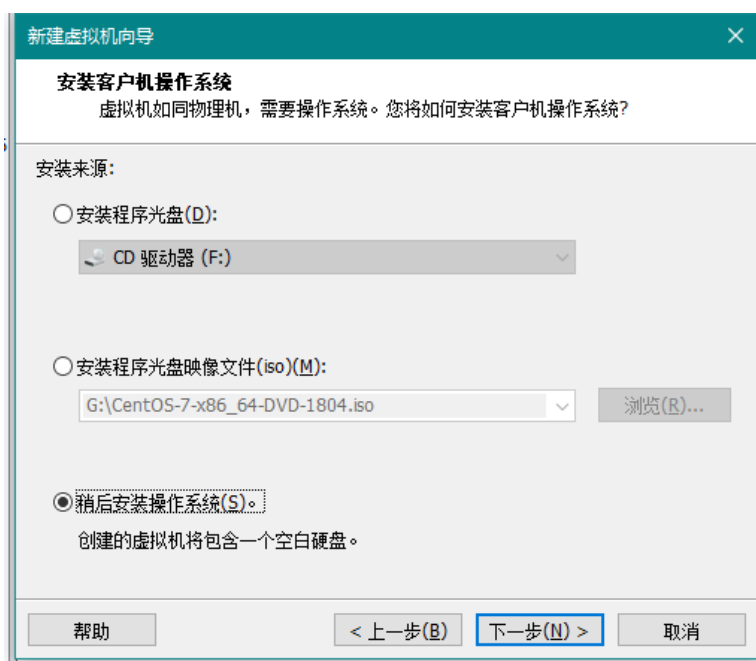 新建虚拟机向导
安装客户机操作系统
虚拟机如同物理机，需要操作系统。您将如何安装客户机操作系统?
安装来源:
安装程序光盘(D):
CD 驱动器 (F:)
安装程序光盘映像文件(iso)(M):
G:\CentOS-7-x86_64-DVD-1804.iso
浏览(R)...
稍后安装操作系统(S)。
创建的虚拟机将包含一个空白硬盘。
帮助
< 上一步(B)
下一步(N) >
取消